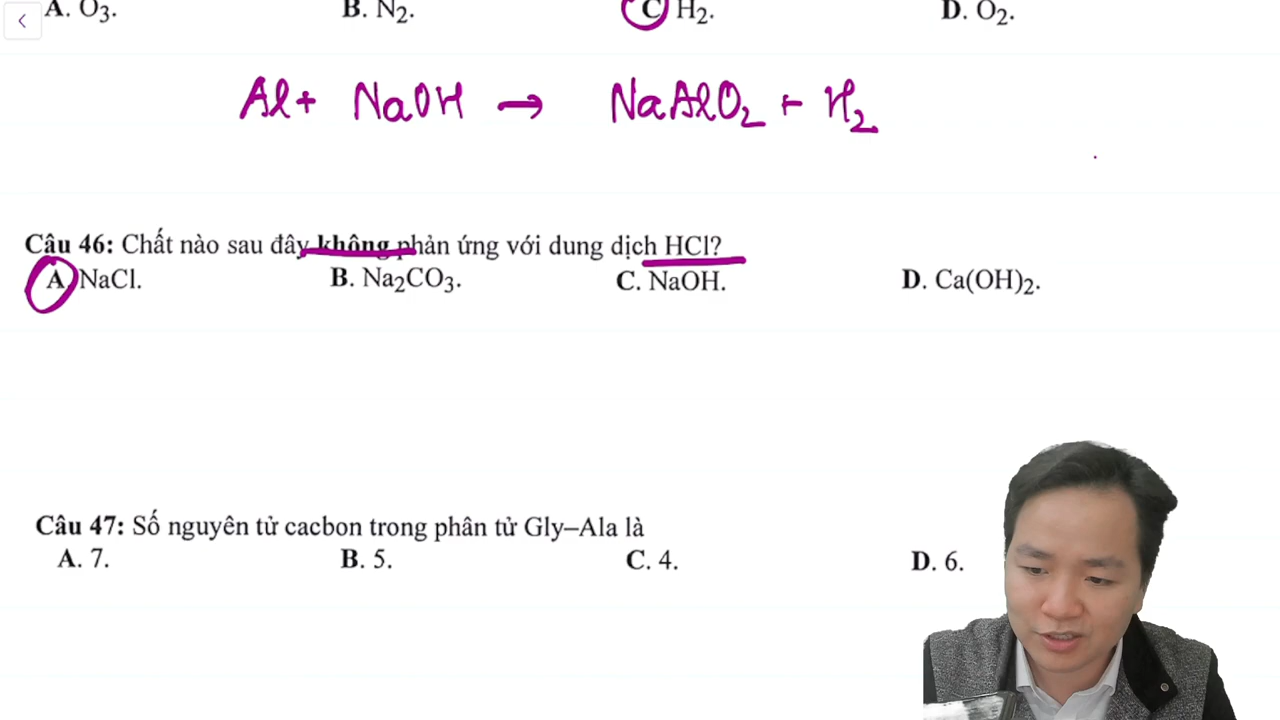 A. O3. B. N2. C H2. D. O2.
Al + NaOH → NaAlO2 + H2
Câu 46: Chất nào sau đây không phản ứng với dung dịch HCl?
A. NaCl. B. Na2CO3. C. NaOH. D. Ca(OH)2.
Câu 47: Số nguyên tử cacbon trong phân tử Gly–Ala là
A. 7. B. 5. C. 4. D. 6.